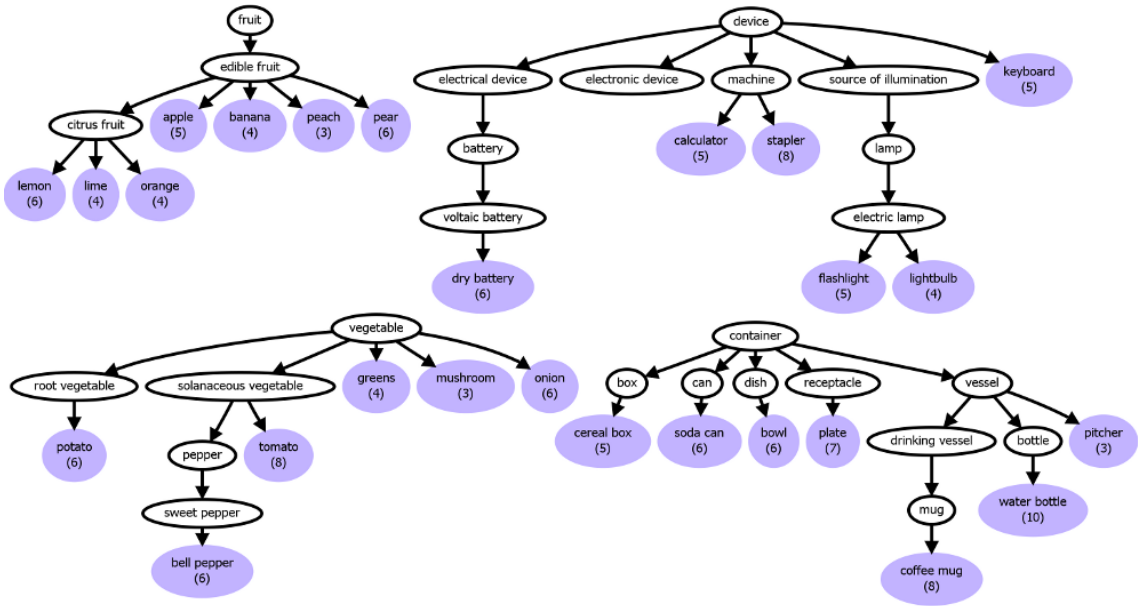 fruit
edible fruit
citrus fruit
apple
(5)
banana
(4)
peach
(3)
pear
(6)
lemon
(6)
lime
(4)
orange
(4)
device
electrical device
electronic device
machine
source of illumination
keyboard
(5)
battery
calculator
(5)
stapler
(8)
lamp
voltaic battery
electric lamp
dry battery
(6)
flashlight
(5)
lightbulb
(4)
vegetable
root vegetable
solanaceous vegetable
greens
(4)
mushroom
(3)
onion
(6)
potato
(6)
pepper
tomato
(8)
sweet pepper
bell pepper
(6)
container
box
can
dish
receptacle
vessel
cereal box
(5)
soda can
(6)
bowl
(6)
plate
(7)
drinking vessel
bottle
pitcher
(3)
mug
water bottle
(10)
coffee mug
(8)